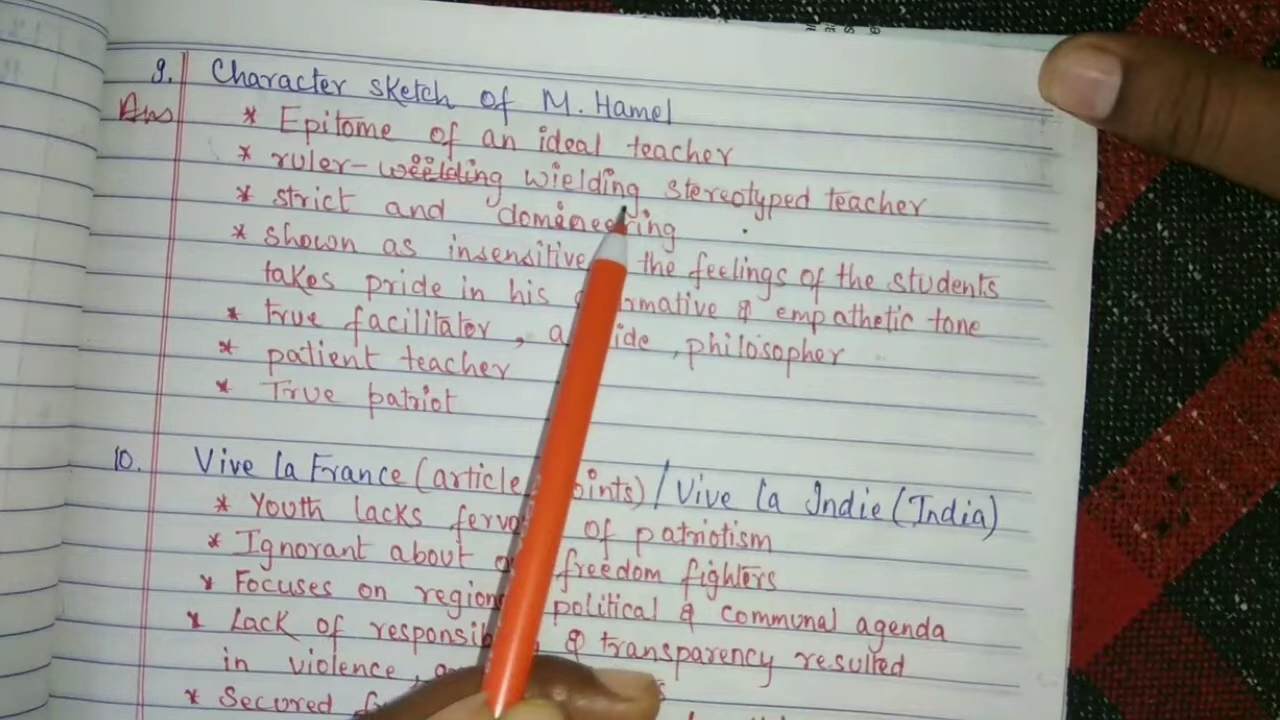 9. Character sketch of M. Hamel
Ans * Epitome of an ideal teacher
* ruler- wielding stereotyped teacher
* strict and domineering
* shown as insensitive the feelings of the students
takes pride in his & empathetic tone
* true facilitator, a , philosopher
* patient teacher
* True patriot
10. Vive la France (article points) / Vive la Indie (India)
* Youth lacks of patriotism
* Ignorant about freedom fighters
* Focuses on political & communal agenda
* Lack of & transparency resulted
in violence,
* Secured